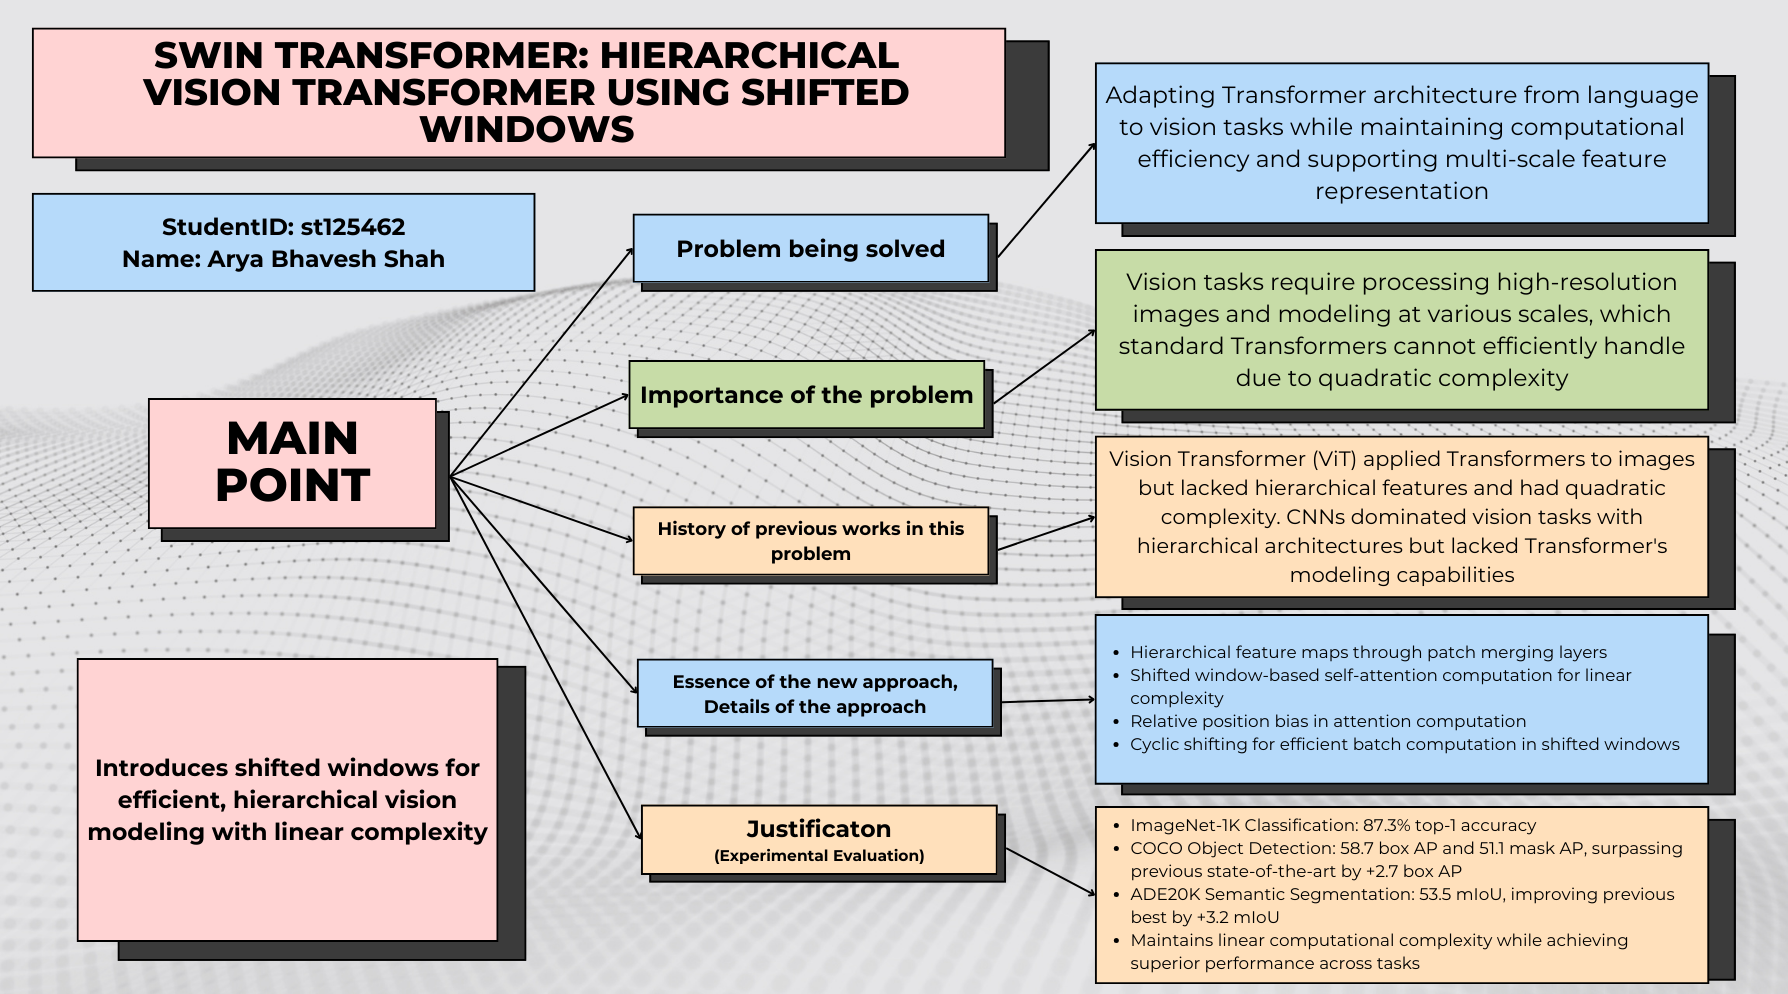 SWIN TRANSFORMER: HIERARCHICAL
VISION TRANSFORMER USING SHIFTED
WINDOWS
StudentID: st125462
Name: Arya Bhavesh Shah
MAIN
POINT
Introduces shifted windows for
efficient, hierarchical vision
modeling with linear complexity
Problem being solved
Adapting Transformer architecture from language
to vision tasks while maintaining computational
efficiency and supporting multi-scale feature
representation
Importance of the problem
Vision tasks require processing high-resolution
images and modeling at various scales, which
standard Transformers cannot efficiently handle
due to quadratic complexity
History of previous works in this
problem
Vision Transformer (ViT) applied Transformers to images
but lacked hierarchical features and had quadratic
complexity. CNNs dominated vision tasks with
hierarchical architectures but lacked Transformer's
modeling capabilities
Essence of the new approach,
Details of the approach
• Hierarchical feature maps through patch merging layers
• Shifted window-based self-attention computation for linear
complexity
• Relative position bias in attention computation
• Cyclic shifting for efficient batch computation in shifted windows
Justificaton
(Experimental Evaluation)
• ImageNet-1K Classification: 87.3% top-1 accuracy
• COCO Object Detection: 58.7 box AP and 51.1 mask AP, surpassing
previous state-of-the-art by +2.7 box AP
• ADE20K Semantic Segmentation: 53.5 mIoU, improving previous
best by +3.2 mIoU
• Maintains linear computational complexity while achieving
superior performance across tasks